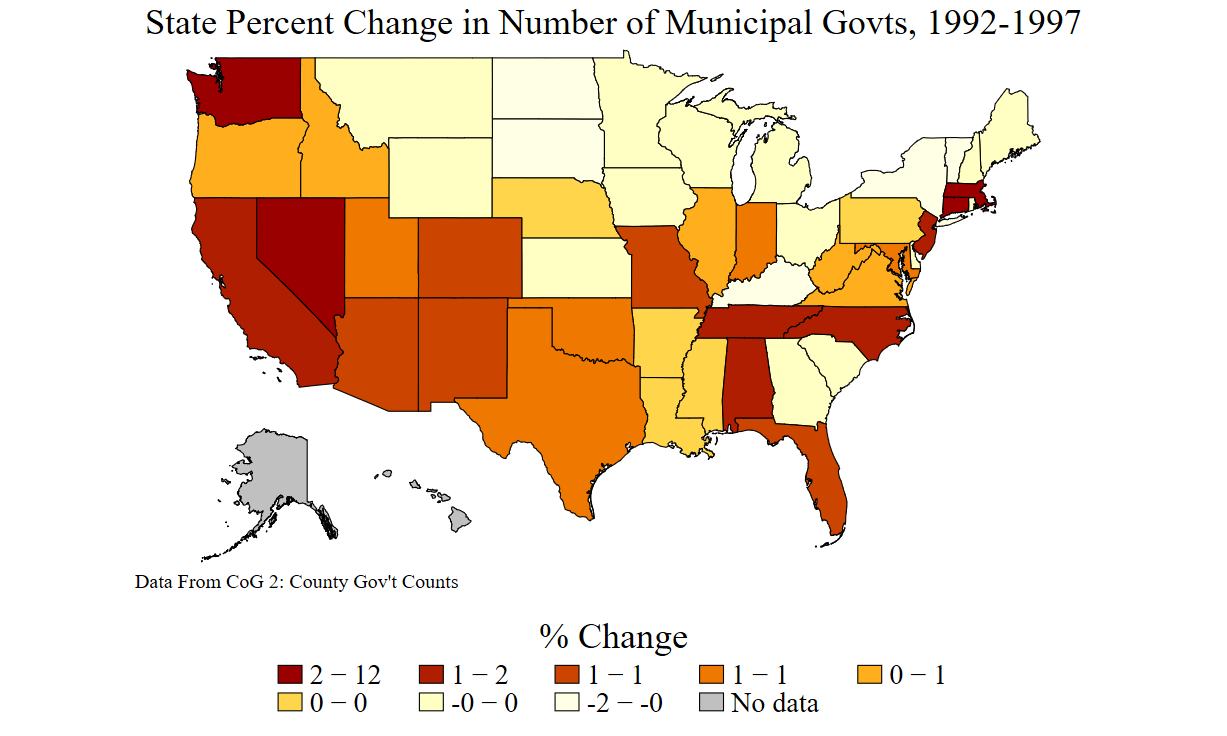 State Percent Change in Number of Municipal Govts, 1992-1997
Data From CoG 2: County Gov't Counts
% Change
2 − 12 1 − 2 1 − 1 1 − 1 0 − 1
0 − 0 -0 − 0 -2 − -0 No data